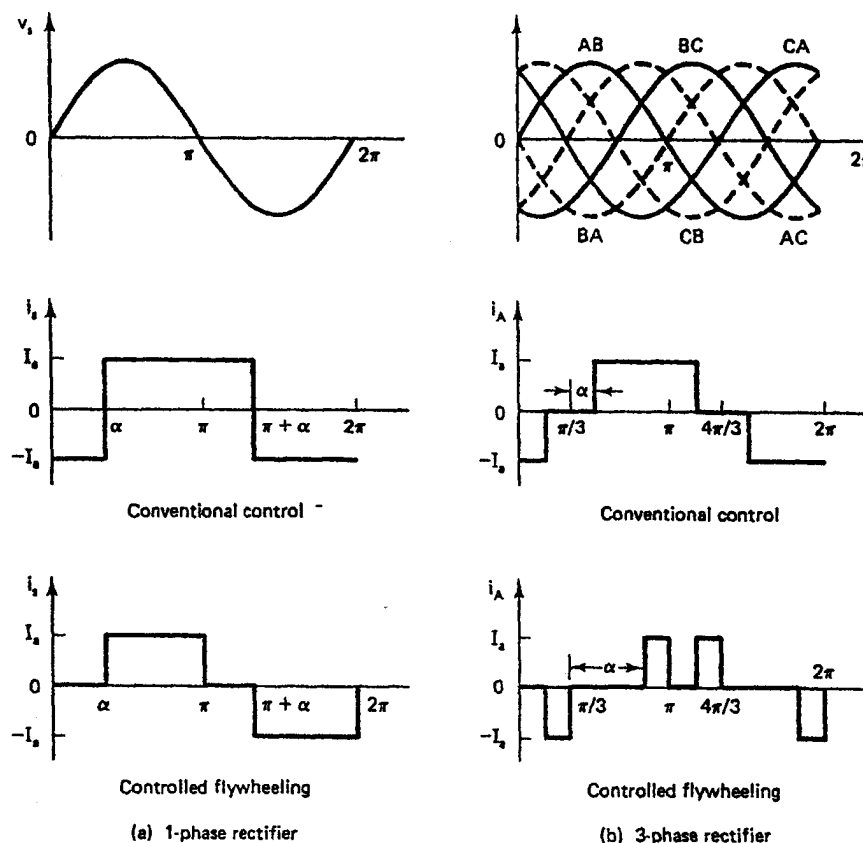 v_s
0
π
2π
AB BC CA
0
π
2π
BA CB AC
i_s
I_a
0
α
π
π + α
2π
−I_a
Conventional control
i_A
I_a
α
0
π/3
π
4π/3
2π
−I_a
Conventional control
i_s
I_a
0
α
π
π + α
2π
−I_a
Controlled flywheeling
(a) 1-phase rectifier
i_A
I_a
α
0
π/3
π
4π/3
2π
−I_a
Controlled flywheeling
(b) 3-phase rectifier